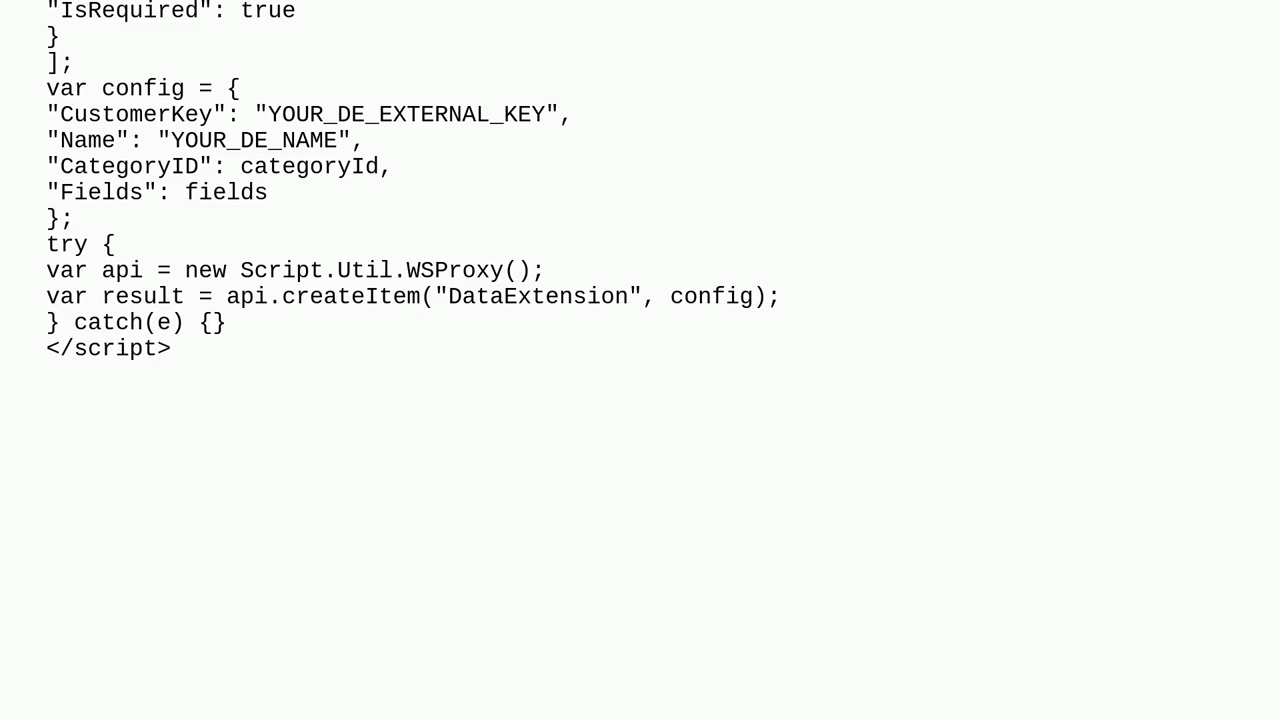 "IsRequired": true
}
];
var config = {
"CustomerKey": "YOUR_DE_EXTERNAL_KEY",
"Name": "YOUR_DE_NAME",
"CategoryID": categoryId,
"Fields": fields
};
try {
var api = new Script.Util.WSProxy();
var result = api.createItem("DataExtension", config);
} catch(e) {}
</script>